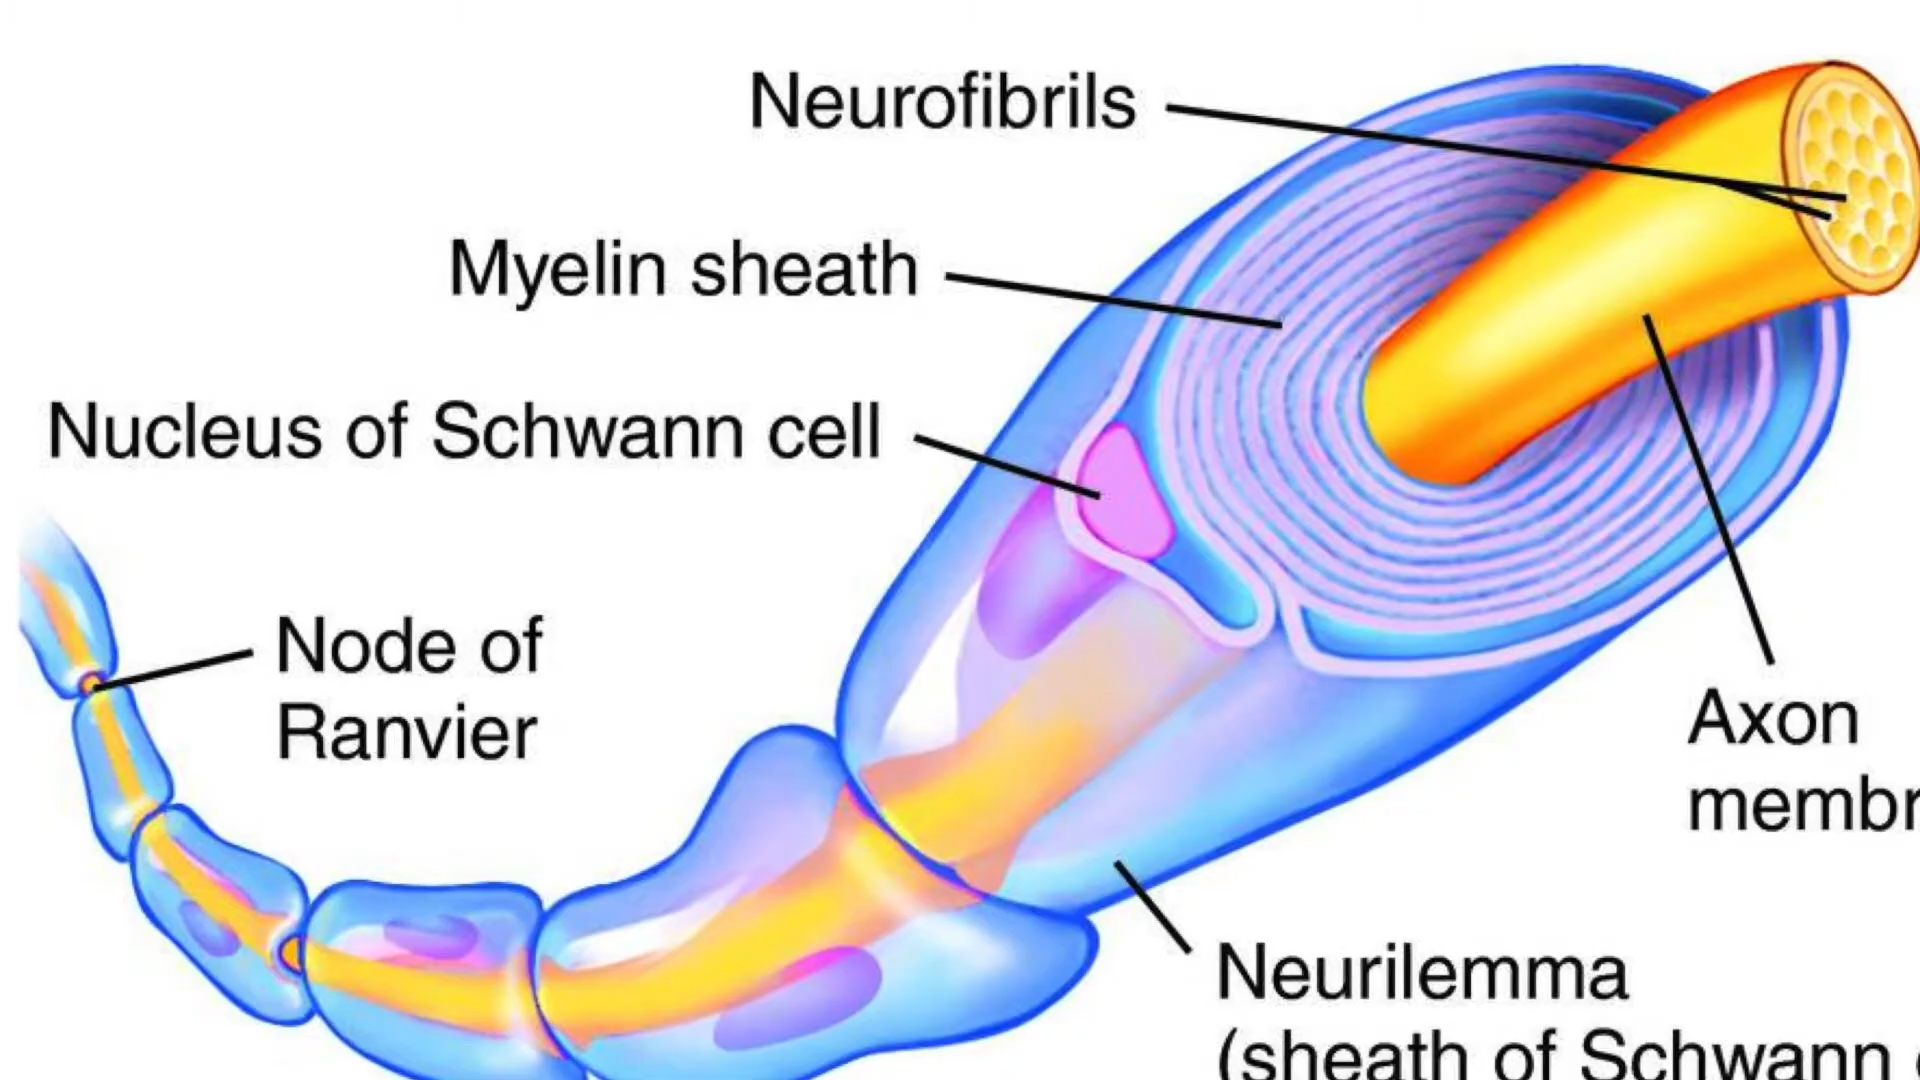 Neurofibrils
Myelin sheath
Nucleus of Schwann cell
Node of
Ranvier
Axon
membr
Neurilemma
(sheath of Schwann